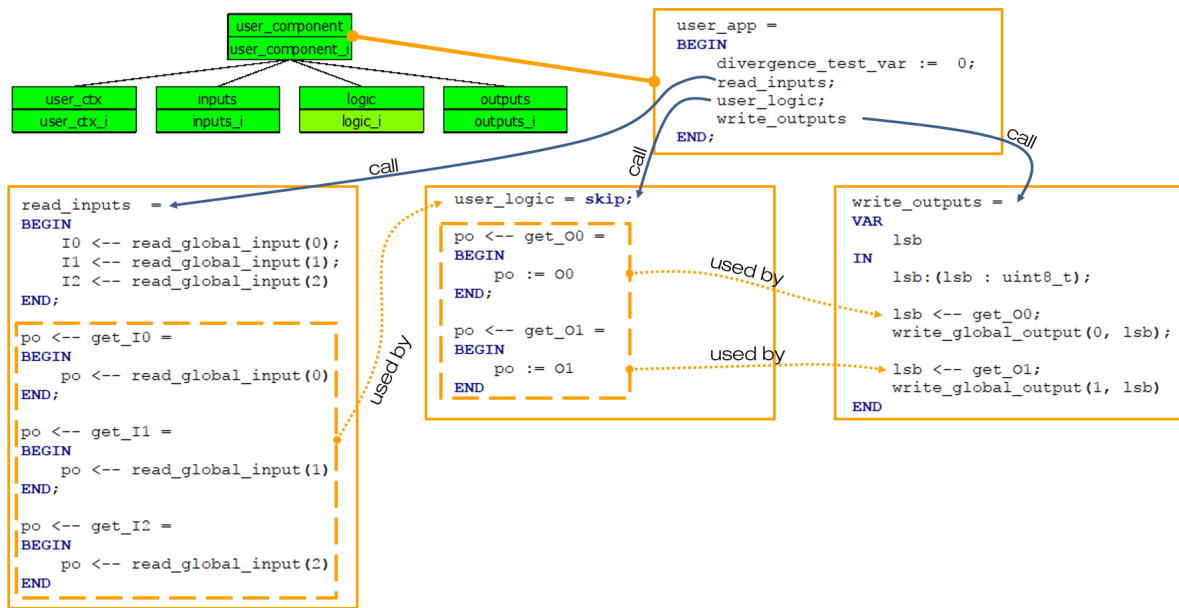 user_component
user_component_i
user_ctx
user_ctx_i
inputs
inputs_i
logic
logic_i
outputs
outputs_i
user_app =
BEGIN
divergence_test_var := 0;
read_inputs;
user_logic;
write_outputs
END;
call
call
call
read_inputs =
BEGIN
I0 <-- read_global_input(0);
I1 <-- read_global_input(1);
I2 <-- read_global_input(2)
END;
po <-- get_I0 =
BEGIN
po <-- read_global_input(0)
END;
po <-- get_I1 =
BEGIN
po <-- read_global_input(1)
END;
po <-- get_I2 =
BEGIN
po <-- read_global_input(2)
END
used by
user_logic = skip;
po <-- get_O0 =
BEGIN
po := O0
END;
po <-- get_O1 =
BEGIN
po := O1
END
used by
used by
write_outputs =
VAR
lsb
IN
lsb:(lsb : uint8_t);
lsb <-- get_O0;
write_global_output(0, lsb);
lsb <-- get_O1;
write_global_output(1, lsb)
END